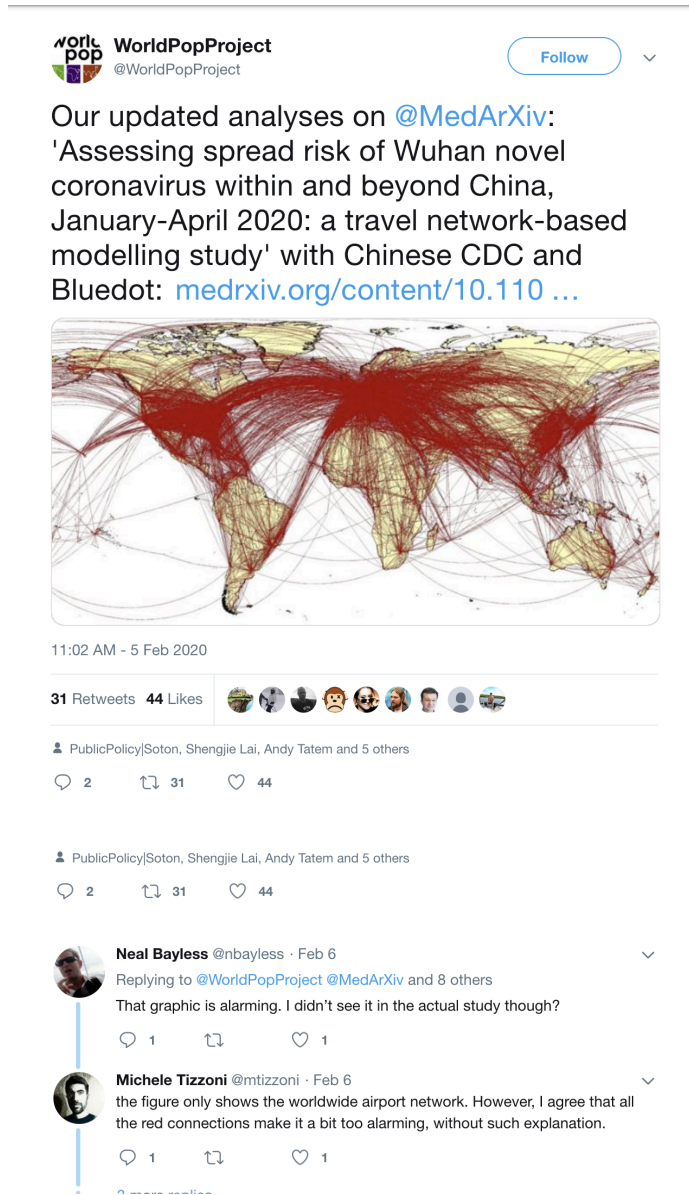 worlc
pop
WorldPopProject
@WorldPopProject
Follow
Our updated analyses on @MedArXiv:
'Assessing spread risk of Wuhan novel
coronavirus within and beyond China,
January-April 2020: a travel network-based
modelling study' with Chinese CDC and
Bluedot: medrxiv.org/content/10.110 …
11:02 AM - 5 Feb 2020
31 Retweets 44 Likes
PublicPolicy|Soton, Shengjie Lai, Andy Tatem and 5 others
2 31 44
PublicPolicy|Soton, Shengjie Lai, Andy Tatem and 5 others
2 31 44
Neal Bayless @nbayless · Feb 6
Replying to @WorldPopProject @MedArXiv and 8 others
That graphic is alarming. I didn’t see it in the actual study though?
1 1
Michele Tizzoni @mtizzoni · Feb 6
the figure only shows the worldwide airport network. However, I agree that all
the red connections make it a bit too alarming, without such explanation.
1 1
more replies